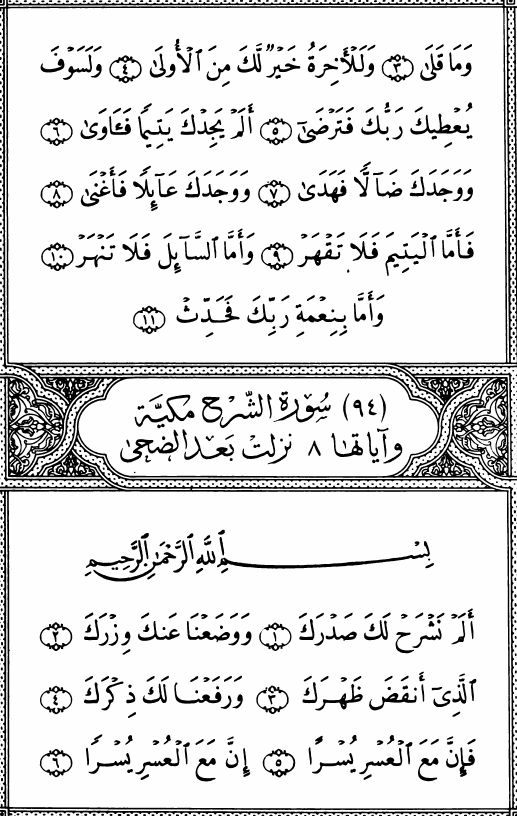 وَمَا قَلَىٰ ۝٣ وَلَلْأَخِرَةُ خَيْرٌ لَّكَ مِنَ ٱلْأُولَىٰ ۝٤ وَلَسَوْفَ
يُعْطِيكَ رَبُّكَ فَتَرْضَىٰٓ ۝٥ أَلَمْ يَجِدْكَ يَتِيمًا فَـَٔاوَىٰ ۝٦
وَوَجَدَكَ ضَآلًّا فَهَدَىٰ ۝٧ وَوَجَدَكَ عَآئِلًا فَأَغْنَىٰ ۝٨
فَأَمَّا ٱلْيَتِيمَ فَلَا تَقْهَرْ ۝٩ وَأَمَّا ٱلسَّآئِلَ فَلَا تَنْهَرْ ۝١٠
وَأَمَّا بِنِعْمَةِ رَبِّكَ فَحَدِّثْ ۝١١
(٩٤) سُورَة الشَّرْح مكيَّة
وآياتها ٨ نزلت بَعد الضحى
بِسْمِ ٱللَّهِ ٱلرَّحْمَٰنِ ٱلرَّحِيمِ
أَلَمْ نَشْرَحْ لَكَ صَدْرَكَ ۝١ وَوَضَعْنَا عَنكَ وِزْرَكَ ۝٢
ٱلَّذِىٓ أَنقَضَ ظَهْرَكَ ۝٣ وَرَفَعْنَا لَكَ ذِكْرَكَ ۝٤
فَإِنَّ مَعَ ٱلْعُسْرِ يُسْرًا ۝٥ إِنَّ مَعَ ٱلْعُسْرِ يُسْرًا ۝٦